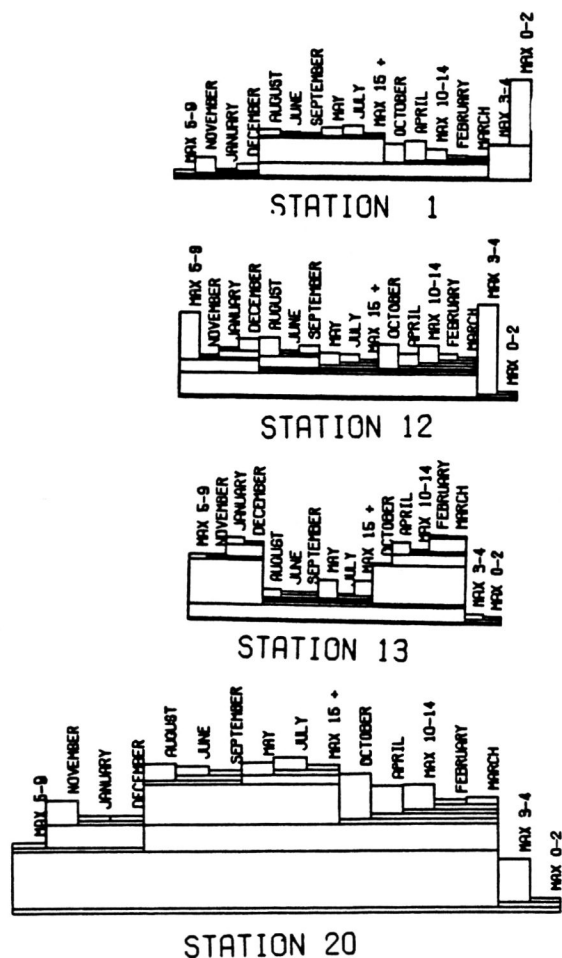 MAX 5-9
NOVEMBER
JANUARY
DECEMBER
AUGUST
JUNE
SEPTEMBER
MAY
JULY
MAX 15 +
OCTOBER
APRIL
MAX 10-14
FEBRUARY
MARCH
MAX 3-4
MAX 0-2
STATION 1
MAX 5-9
NOVEMBER
JANUARY
DECEMBER
AUGUST
JUNE
SEPTEMBER
MAY
JULY
MAX 15 +
OCTOBER
APRIL
MAX 10-14
FEBRUARY
MARCH
MAX 3-4
MAX 0-2
STATION 12
MAX 5-9
NOVEMBER
JANUARY
DECEMBER
AUGUST
JUNE
SEPTEMBER
MAY
JULY
MAX 15 +
OCTOBER
APRIL
MAX 10-14
FEBRUARY
MARCH
MAX 3-4
MAX 0-2
STATION 13
MAX 5-9
NOVEMBER
JANUARY
DECEMBER
AUGUST
JUNE
SEPTEMBER
MAY
JULY
MAX 15 +
OCTOBER
APRIL
MAX 10-14
FEBRUARY
MARCH
MAX 3-4
MAX 0-2
STATION 20